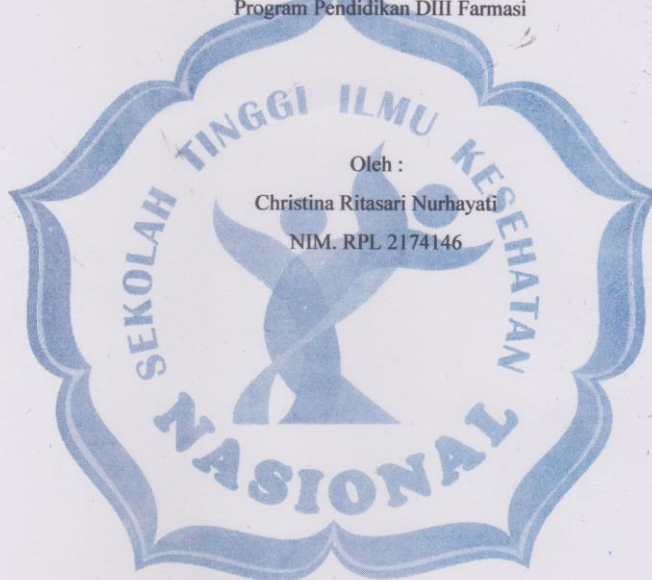 Program Pendidikan DIII Farmasi
SEKOLAH TINGGI ILMU KESEHATAN
Oleh :
Christina Ritasari Nurhayati
NIM. RPL 2174146
NASIONAL